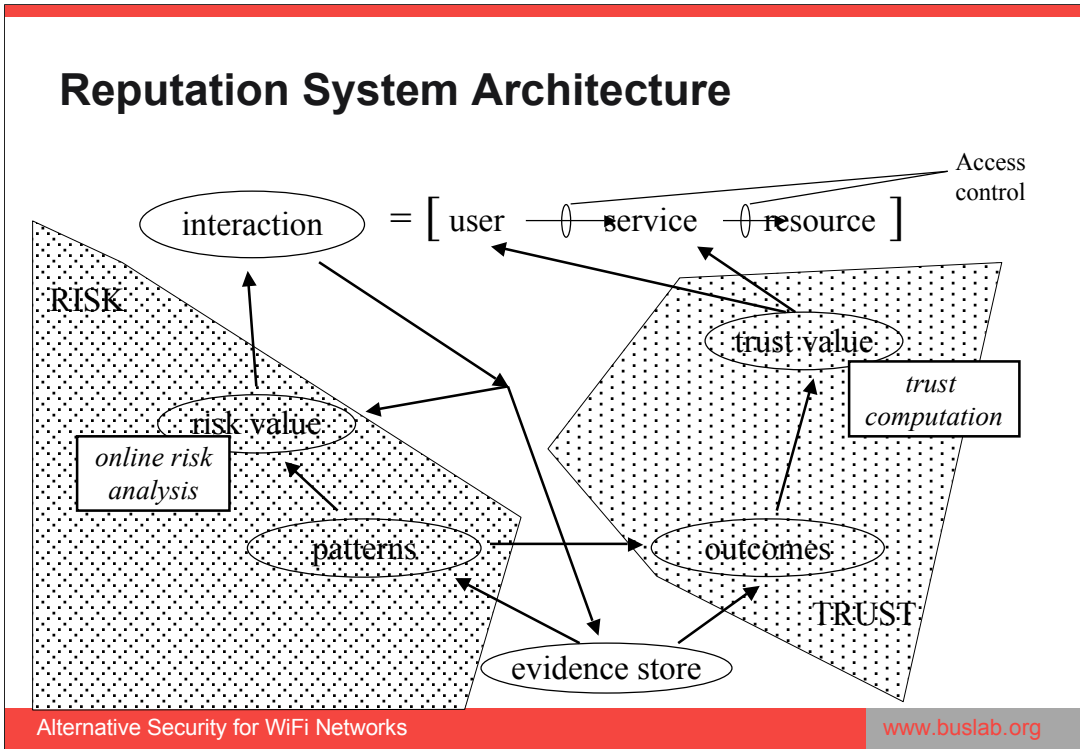 Reputation System Architecture
Access
control
interaction = [ user service resource ]
RISK
trust value
trust
computation
risk value
online risk
analysis
patterns
outcomes
TRUST
evidence store
Alternative Security for WiFi Networks
www.buslab.org